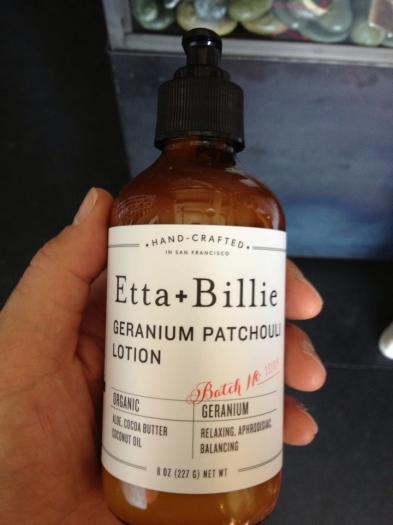 • HAND-CRAFTED •
IN SAN FRANCISCO
Etta+Billie
GERANIUM PATCHOULI
LOTION
Batch No
ORGANIC
ALOE, COCOA BUTTER
COCONUT OIL
GERANIUM
RELAXING, APHRODISIAC,
BALANCING
8 OZ (227 G) NET WT